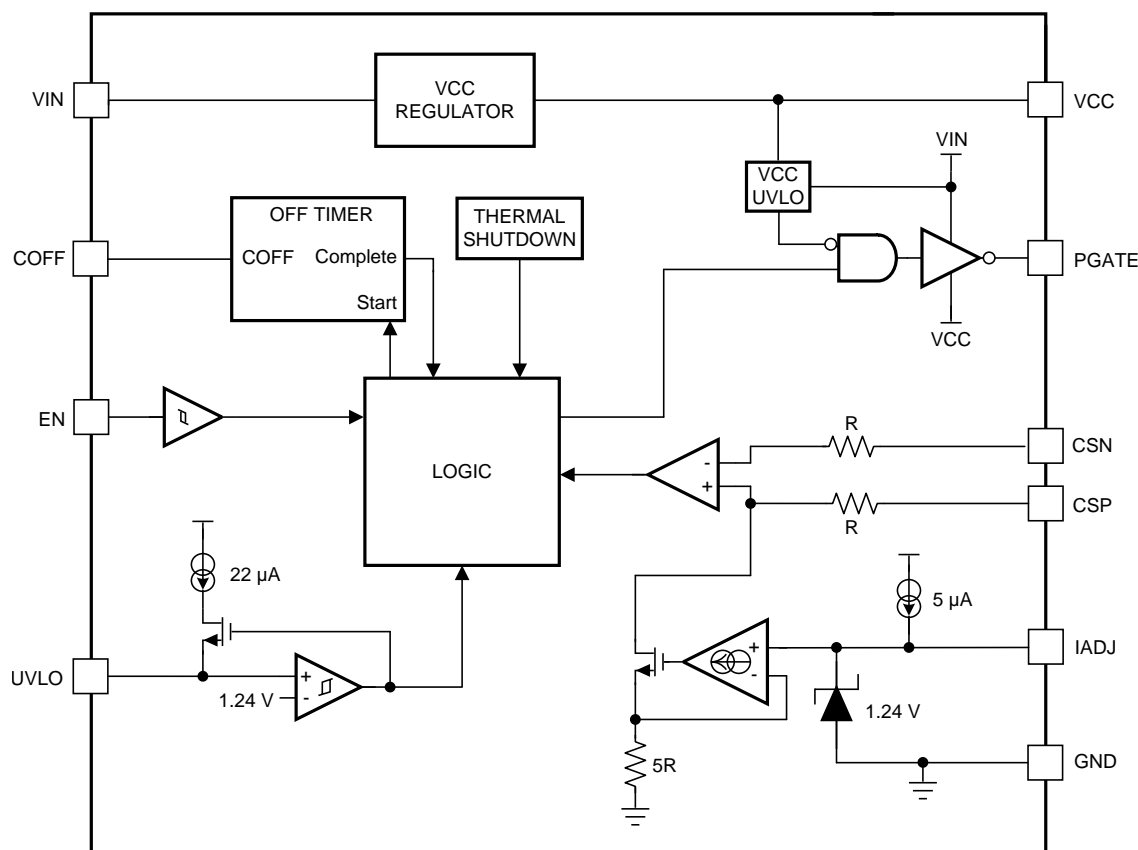 VIN
VCC
REGULATOR
VCC
VIN
VCC
UVLO
OFF TIMER
THERMAL
SHUTDOWN
COFF
COFF
Complete
PGATE
Start
VCC
EN
R
CSN
LOGIC
-
+
CSP
R
22 µA
5 µA
UVLO
+
-
1.24 V
+
-
IADJ
1.24 V
5R
GND